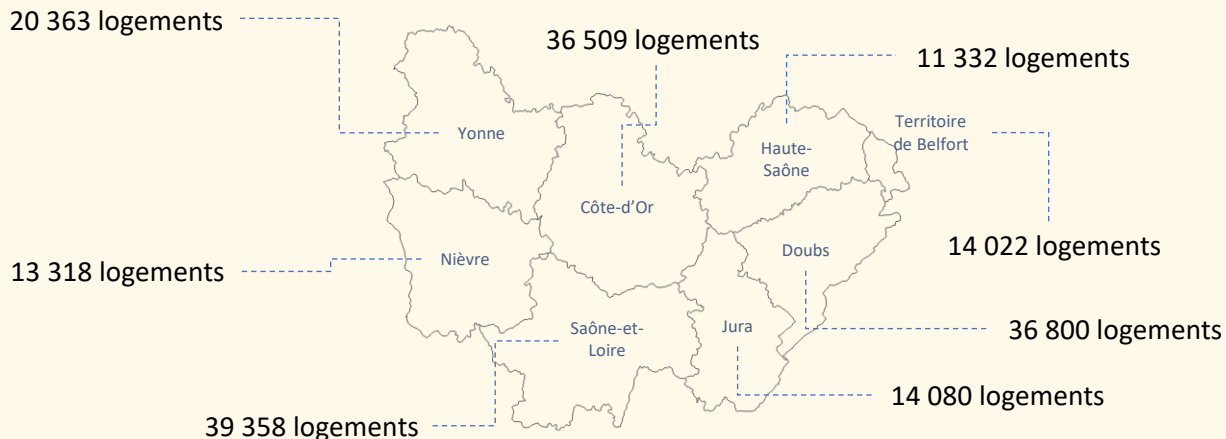 20 363 logements
36 509 logements
11 332 logements
Yonne
Territoire
de Belfort
Haute-
Saône
Côte-d'Or
14 022 logements
Nièvre
Doubs
13 318 logements
Saône-et-
Loire
Jura
36 800 logements
14 080 logements
39 358 logements